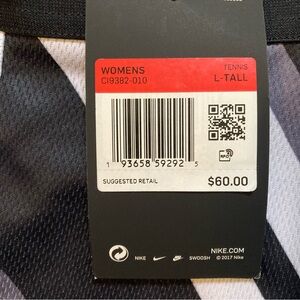 WOMENS
TENNIS
CI9382-010
L-TALL
1 93658 59292 5
SUGGESTED RETAIL
$60.00
NIKE.COM
NIKE
SWOOSH
© 2017 Nike